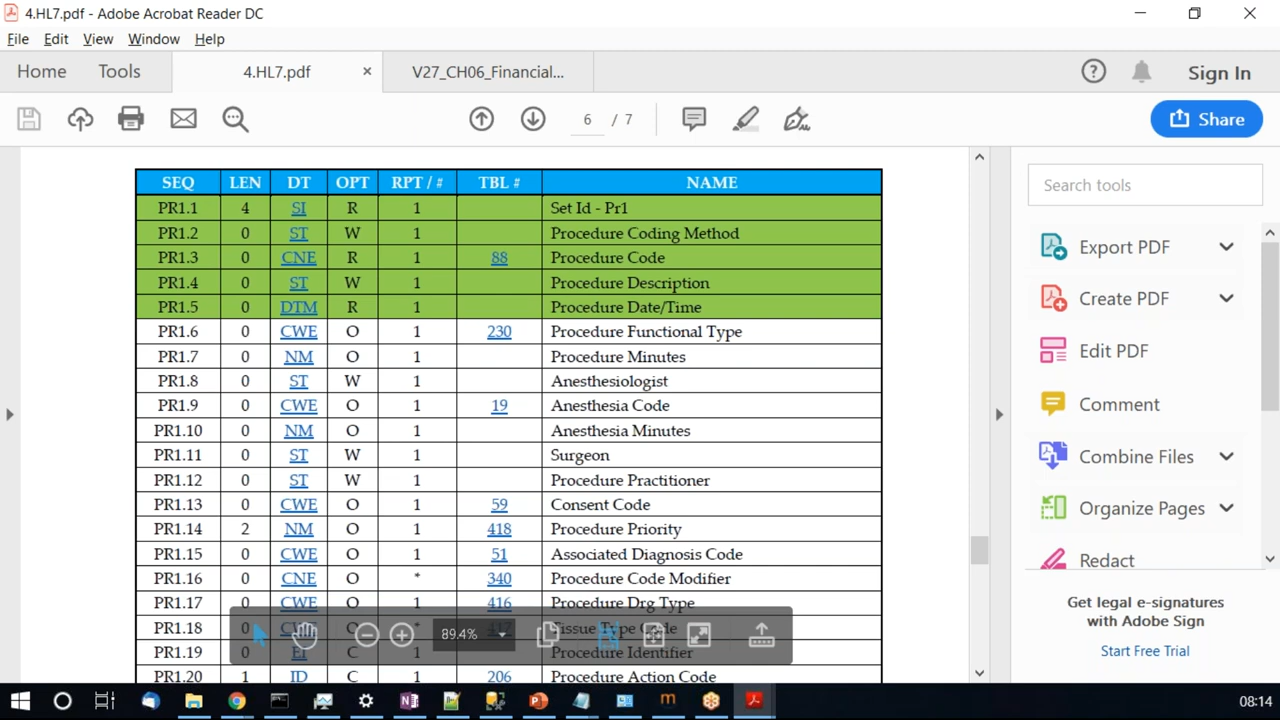 4.HL7.pdf - Adobe Acrobat Reader DC
File Edit View Window Help
Home Tools 4.HL7.pdf × V27_CH06_Financial... Sign In
6 / 7 Share
SEQ LEN DT OPT RPT / # TBL # NAME
PR1.1 4 SI R 1 Set Id - Pr1
PR1.2 0 ST W 1 Procedure Coding Method
PR1.3 0 CNE R 1 88 Procedure Code
PR1.4 0 ST W 1 Procedure Description
PR1.5 0 DTM R 1 Procedure Date/Time
PR1.6 0 CWE O 1 230 Procedure Functional Type
PR1.7 0 NM O 1 Procedure Minutes
PR1.8 0 ST W 1 Anesthesiologist
PR1.9 0 CWE O 1 19 Anesthesia Code
PR1.10 0 NM O 1 Anesthesia Minutes
PR1.11 0 ST W 1 Surgeon
PR1.12 0 ST W 1 Procedure Practitioner
PR1.13 0 CWE O 1 59 Consent Code
PR1.14 2 NM O 1 418 Procedure Priority
PR1.15 0 CWE O 1 51 Associated Diagnosis Code
PR1.16 0 CNE O * 340 Procedure Code Modifier
PR1.17 0 CWE O 1 416 Procedure Drg Type
PR1.18 0 Tissue Type Code
89.4%
PR1.19 0 EI C 1 Procedure Identifier
PR1.20 1 ID C 1 206 Procedure Action Code
Search tools
Export PDF
Create PDF
Edit PDF
Comment
Combine Files
Organize Pages
Redact
Get legal e-signatures
with Adobe Sign
Start Free Trial
08:14